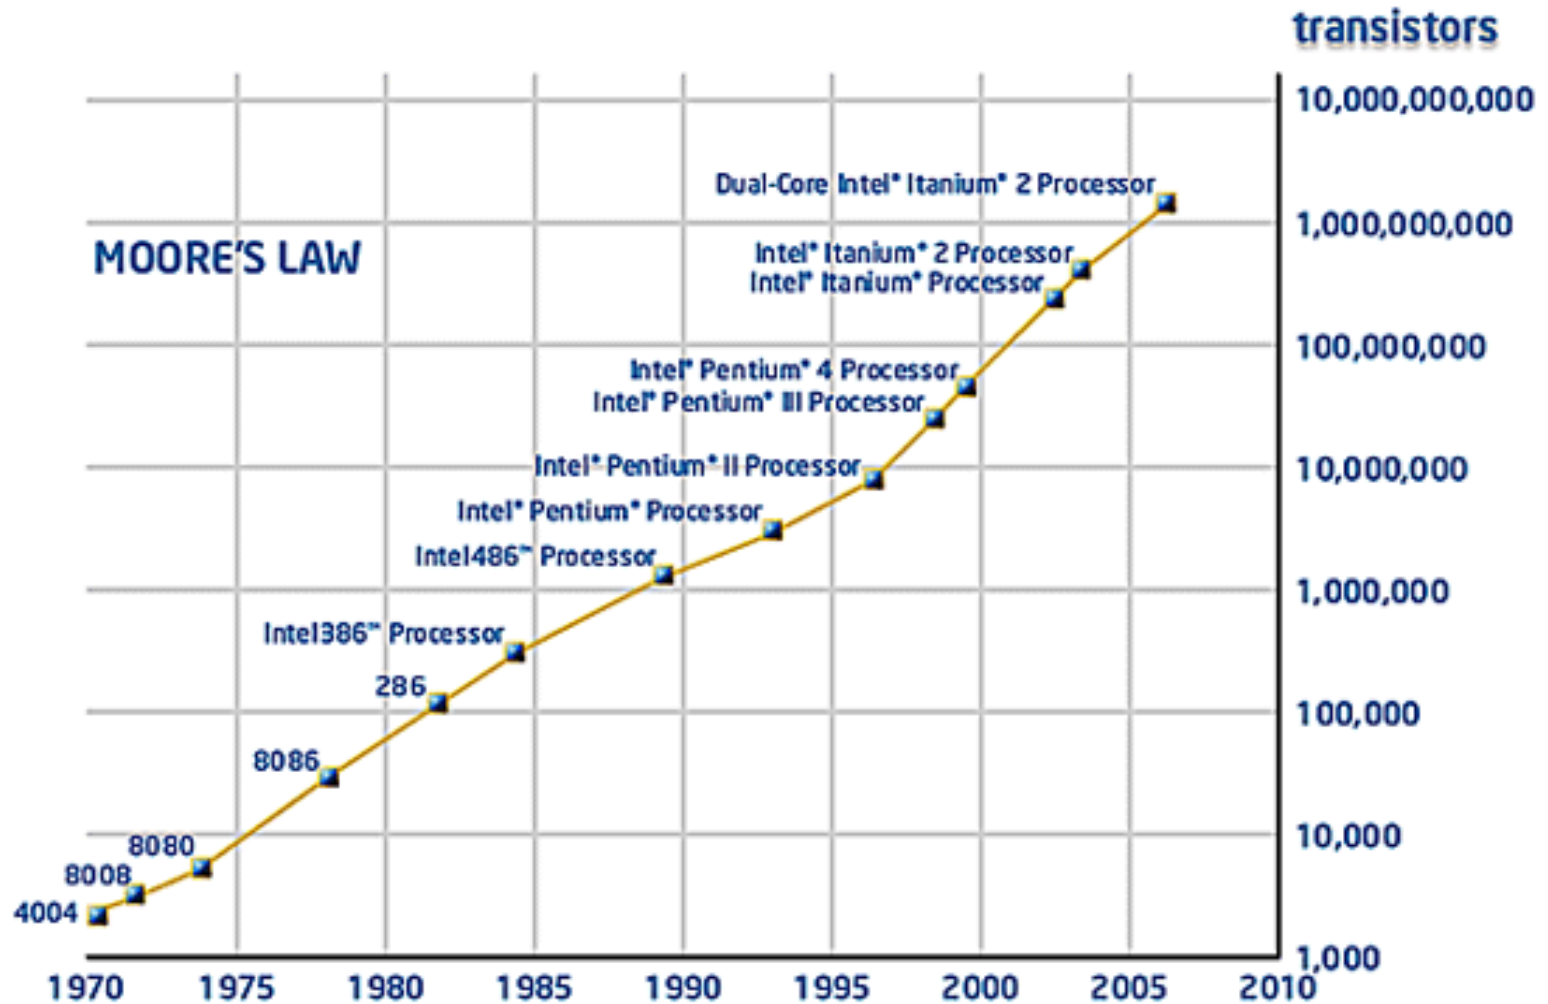 transistors
10,000,000,000
Dual-Core Intel® Itanium® 2 Processor
1,000,000,000
MOORE'S LAW
Intel® Itanium® 2 Processor
Intel® Itanium® Processor
100,000,000
Intel® Pentium® 4 Processor
Intel® Pentium® III Processor
Intel® Pentium® II Processor
10,000,000
Intel® Pentium® Processor
Intel486™ Processor
1,000,000
Intel386™ Processor
286
100,000
8086
8080
10,000
8008
4004
1,000
1970 1975 1980 1985 1990 1995 2000 2005 2010